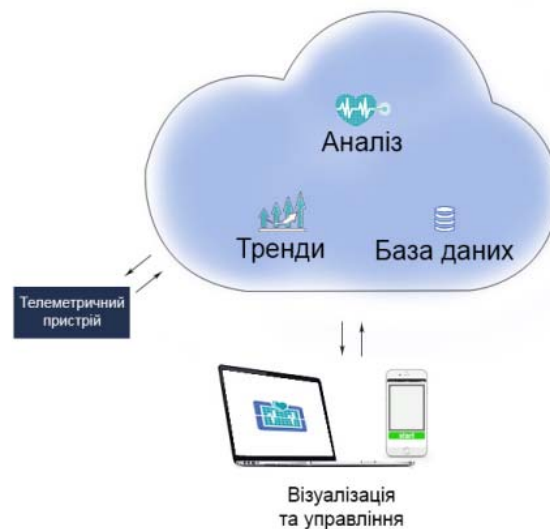 Аналіз
Тренди
База даних
Телеметричний
пристрій
Візуалізація
та управління